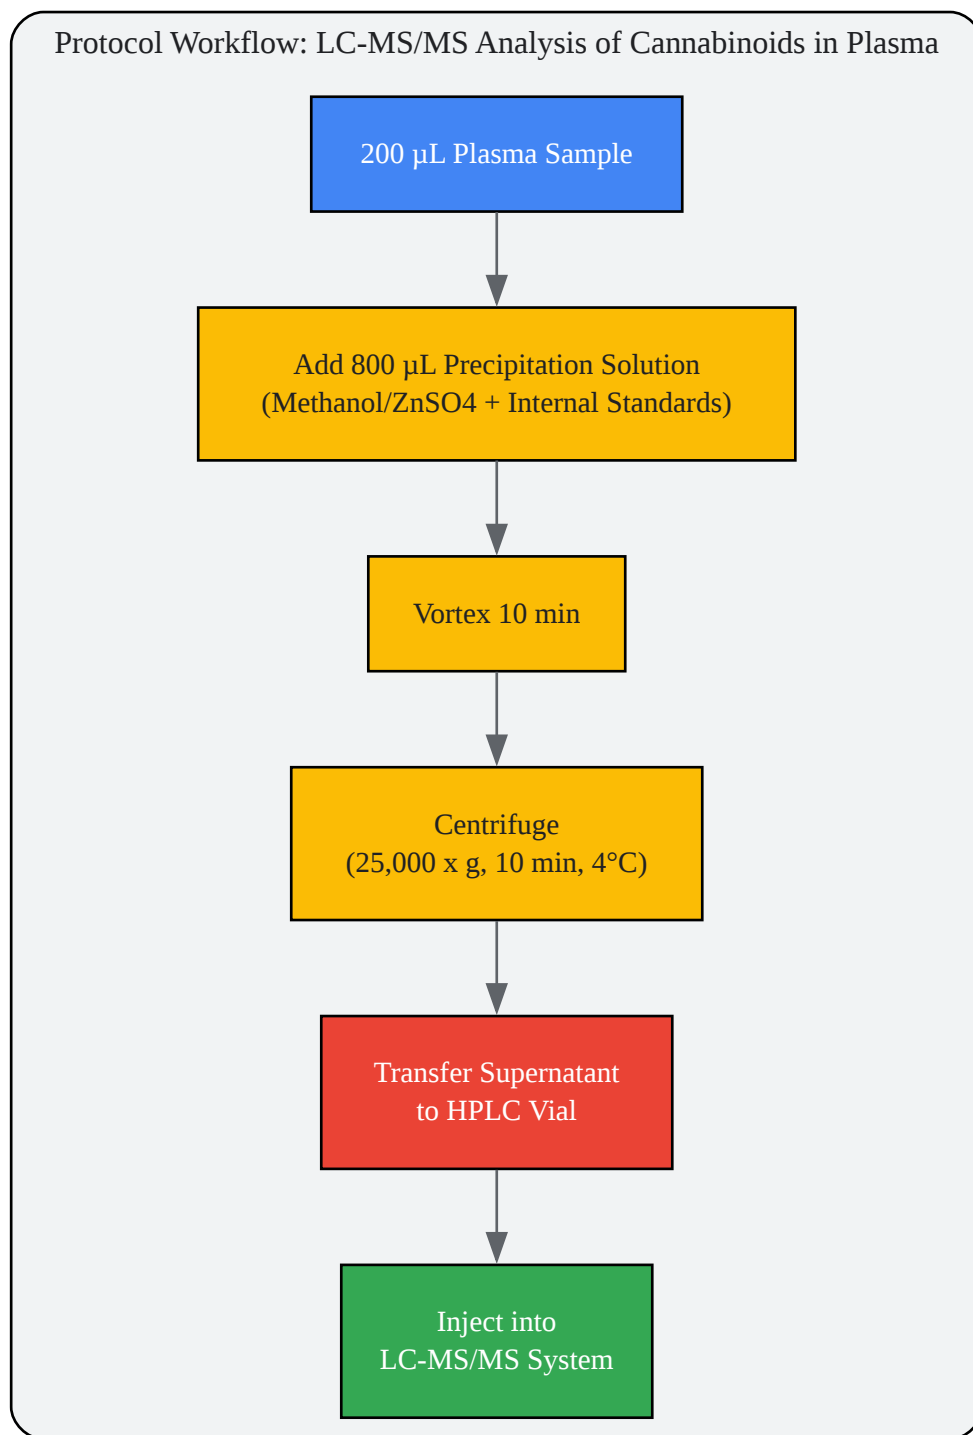 Protocol Workflow: LC-MS/MS Analysis of Cannabinoids in Plasma
200 µL Plasma Sample
Add 800 µL Precipitation Solution
(Methanol/ZnSO4 + Internal Standards)
Vortex 10 min
Centrifuge
(25,000 x g, 10 min, 4°C)
Transfer Supernatant
to HPLC Vial
Inject into
LC-MS/MS System